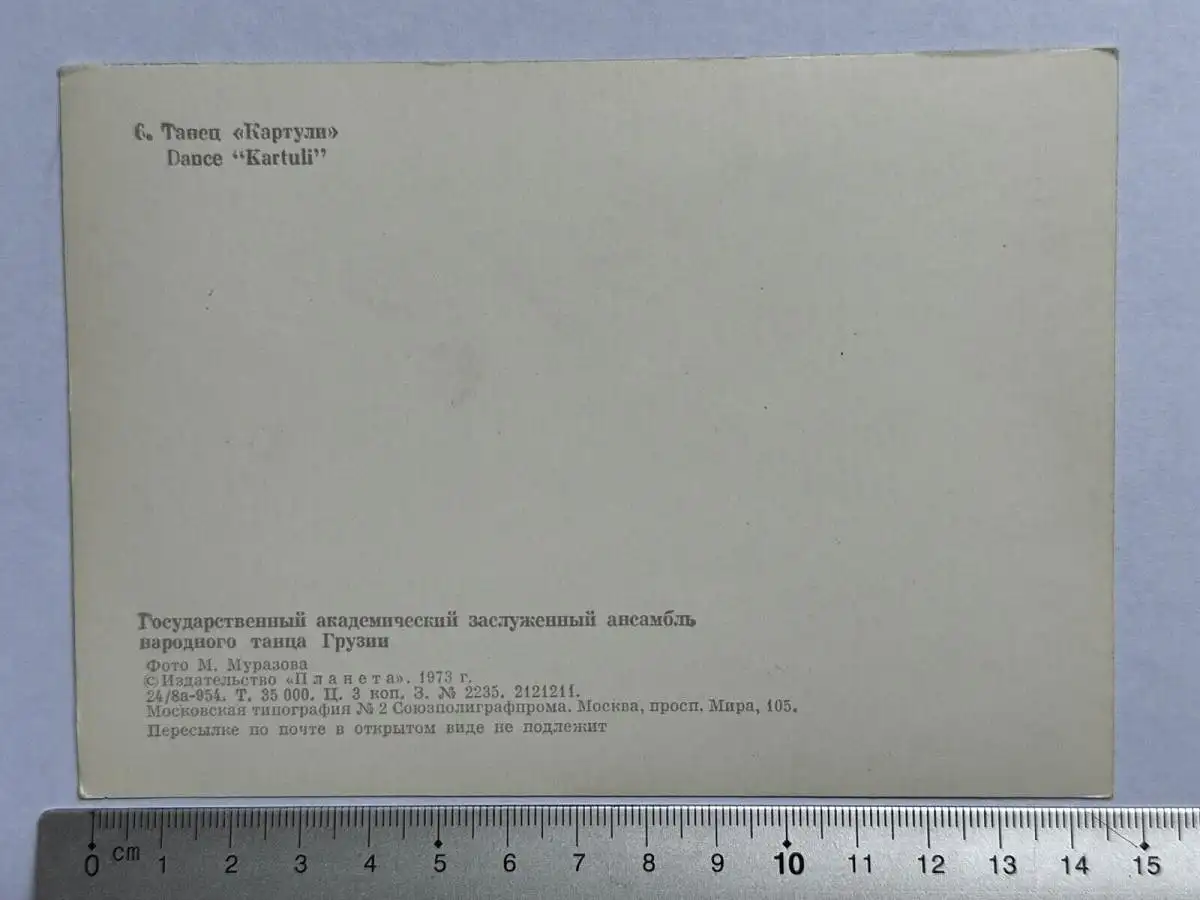 6. Танец «Картули»
Dance “Kartuli”
Государственный академический заслуженный ансамбль
народного танца Грузии
Фото М. Муразова
© Издательство «Планета». 1973 г.
24/8а-954. Т. 35 000. Ц. 3 коп. З. № 2235. 2121211.
Московская типография № 2 Союзполиграфпрома. Москва, просп. Мира, 105.
Пересылке по почте в открытом виде не подлежит
0 cm 1 2 3 4 5 6 7 8 9 10 11 12 13 14 15